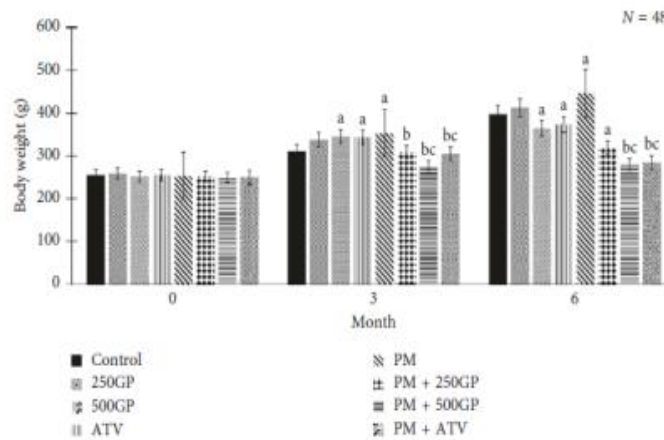 N = 48
600
500
400
300
200
100
0
Body weight (g)
a
a
a
b
bc
bc
a
a
a
a
bc
bc
0
3
6
Month
Control
250GP
500GP
ATV
PM
PM + 250GP
PM + 500GP
PM + ATV